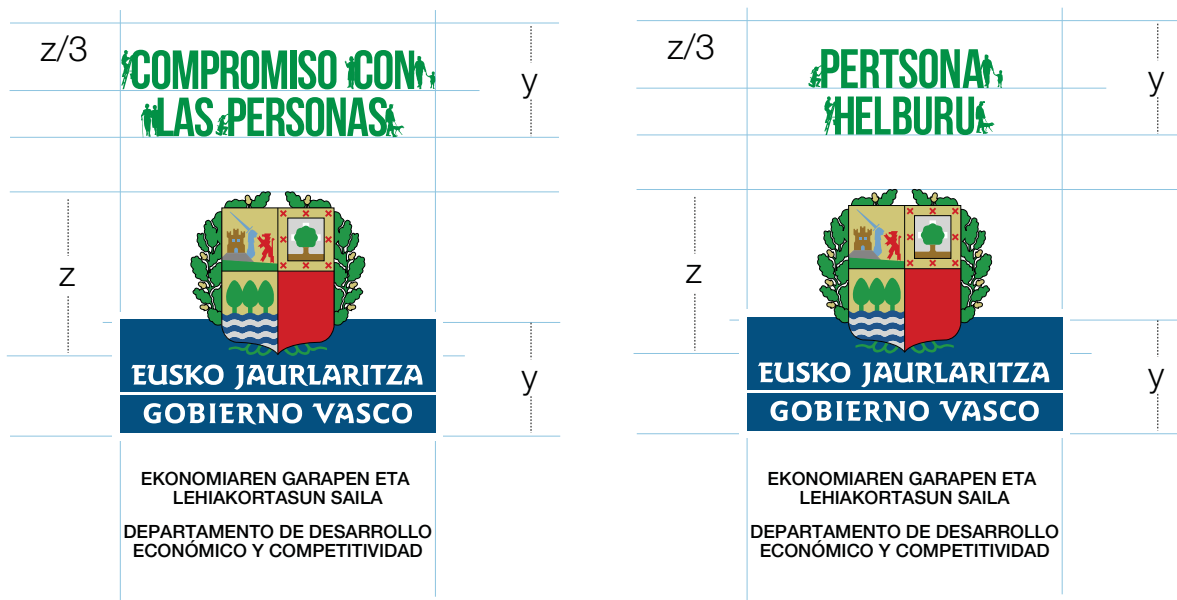 z/3
COMPROMISO CON
LAS PERSONAS
y
z
EUSKO JAURLARITZA
GOBIERNO VASCO
y
EKONOMIAREN GARAPEN ETA
LEHIAKORTASUN SAILA
DEPARTAMENTO DE DESARROLLO
ECONÓMICO Y COMPETITIVIDAD
z/3
PERTSONA
HELBURU
y
z
EUSKO JAURLARITZA
GOBIERNO VASCO
y
EKONOMIAREN GARAPEN ETA
LEHIAKORTASUN SAILA
DEPARTAMENTO DE DESARROLLO
ECONÓMICO Y COMPETITIVIDAD